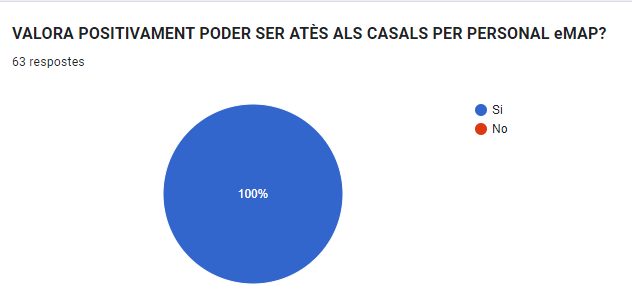 VALORA POSITIVAMENT PODER SER ATÈS ALS CASALS PER PERSONAL eMAP?
63 respostes
Si
No
100%